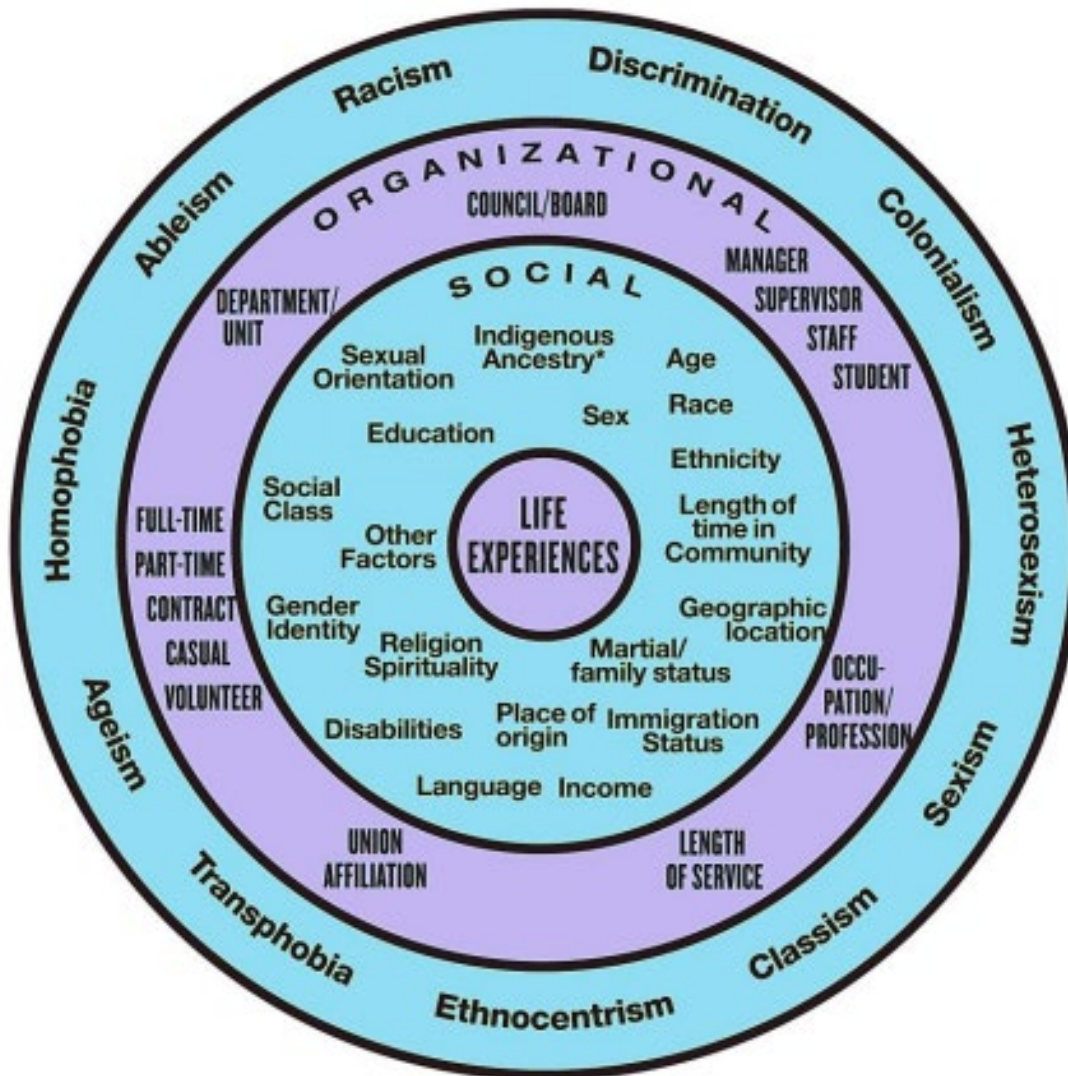 Racism
Discrimination
Colonialism
Heterosexism
Sexism
Classism
Ethnocentrism
Transphobia
Ageism
Homophobia
Ableism
ORGANIZATIONAL
COUNCIL/BOARD
MANAGER
SUPERVISOR
STAFF
STUDENT
OCCU-
PATION/
PROFESSION
LENGTH
OF SERVICE
UNION
AFFILIATION
FULL-TIME
PART-TIME
CONTRACT
CASUAL
VOLUNTEER
DEPARTMENT/
UNIT
SOCIAL
Indigenous
Ancestry*
Sexual
Orientation
Age
Race
Sex
Education
Ethnicity
Social
Class
Length of
time in
Community
Other
Factors
Gender
Identity
Geographic
location
Religion
Spirituality
Martial/
family status
Disabilities
Place of
origin
Immigration
Status
Language
Income
LIFE
EXPERIENCES